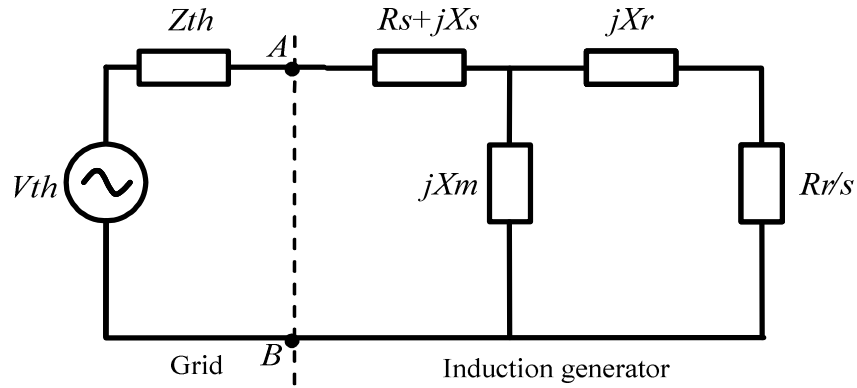 Zth
A
Rs+jXs
jXr
Vth
jXm
Rr/s
B
Grid
Induction generator